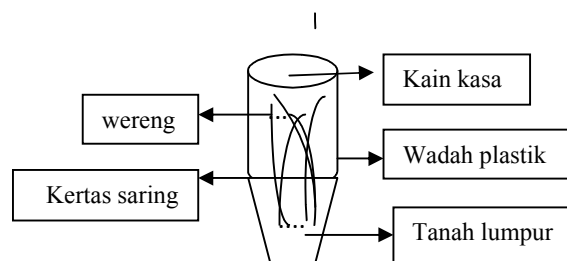 Kain kasa
wereng
Wadah plastik
Kertas saring
Tanah lumpur